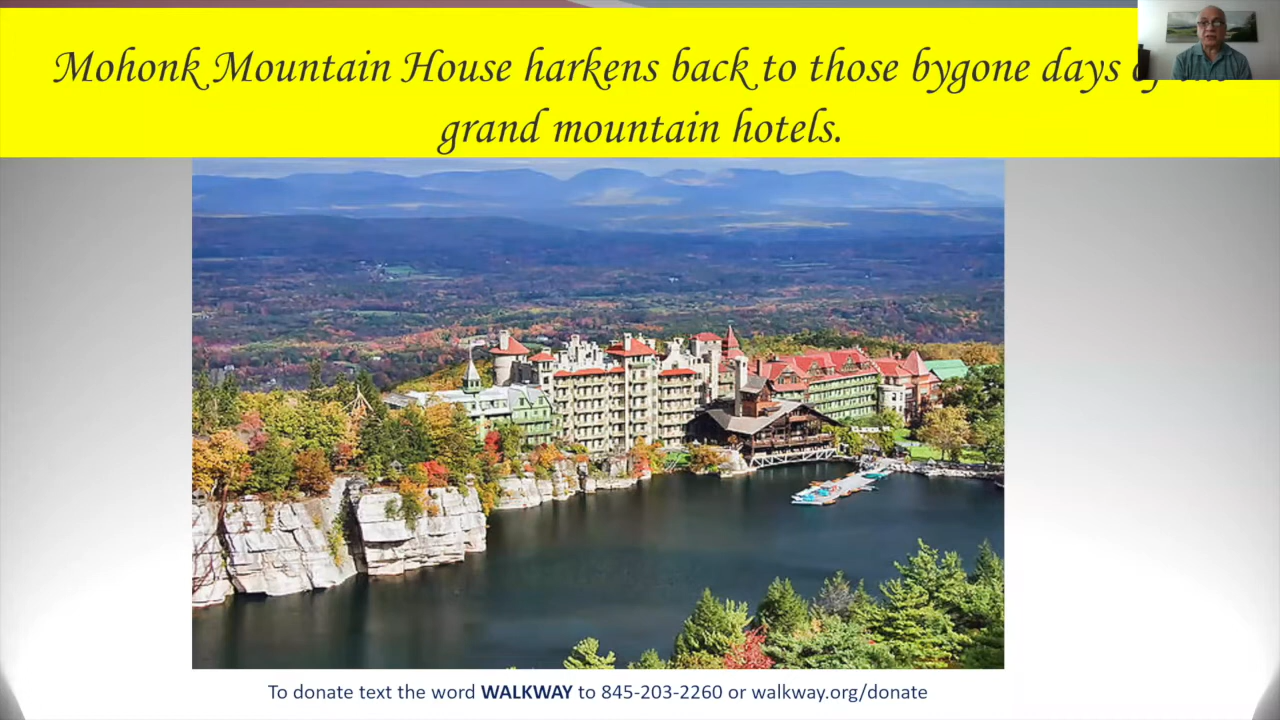 Mohonk Mountain House harkens back to those bygone days
grand mountain hotels.
To donate text the word WALKWAY to 845-203-2260 or walkway.org/donate